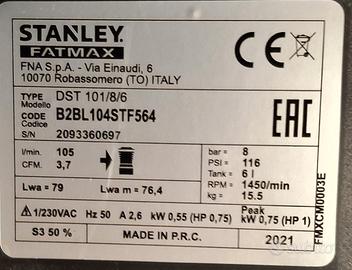 STANLEY
FATMAX
CE
FNA S.p.A. - Via Einaudi, 6
10070 Robassomero (TO) ITALY
TYPE DST 101/8/6
Modello
CODE B2BL104STF564
Codice
S/N 2093360697
EAC
l/min. 105
CFM. 3,7
bar = 8
PSI = 116
Tank = 6 l
RPM = 1450/min
kg = 15.5
Lwa = 79 Lwa m = 76,4
1/230VAC Hz 50 A 2,6 kW 0,55 (HP 0,75) Peak kW 0,75 (HP 1)
S3 50 % MADE IN P.R.C. 2021
FMXCM0003E
subito